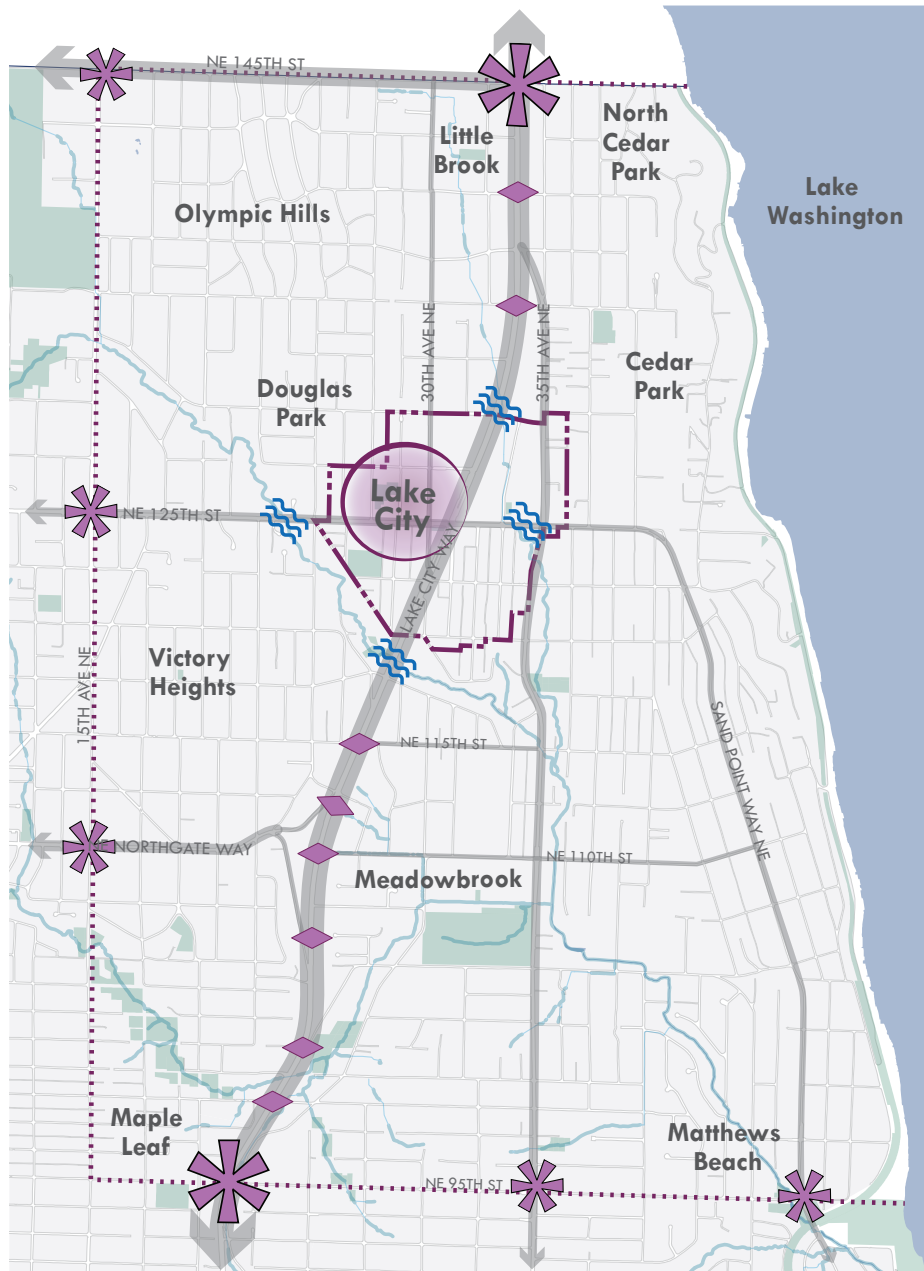 NE 145TH ST
Little
Brook
North
Cedar
Park
Lake
Washington
Olympic Hills
30TH AVE NE
35TH AVE NE
Cedar
Park
Douglas
Park
Lake
City
NE 125TH ST
LAKE CITY WAY
Victory
Heights
15TH AVE NE
NE 115TH ST
SAND POINT WAY NE
NORTHGATE WAY
NE 110TH ST
Meadowbrook
Maple
Leaf
Matthews
Beach
NE 95TH ST